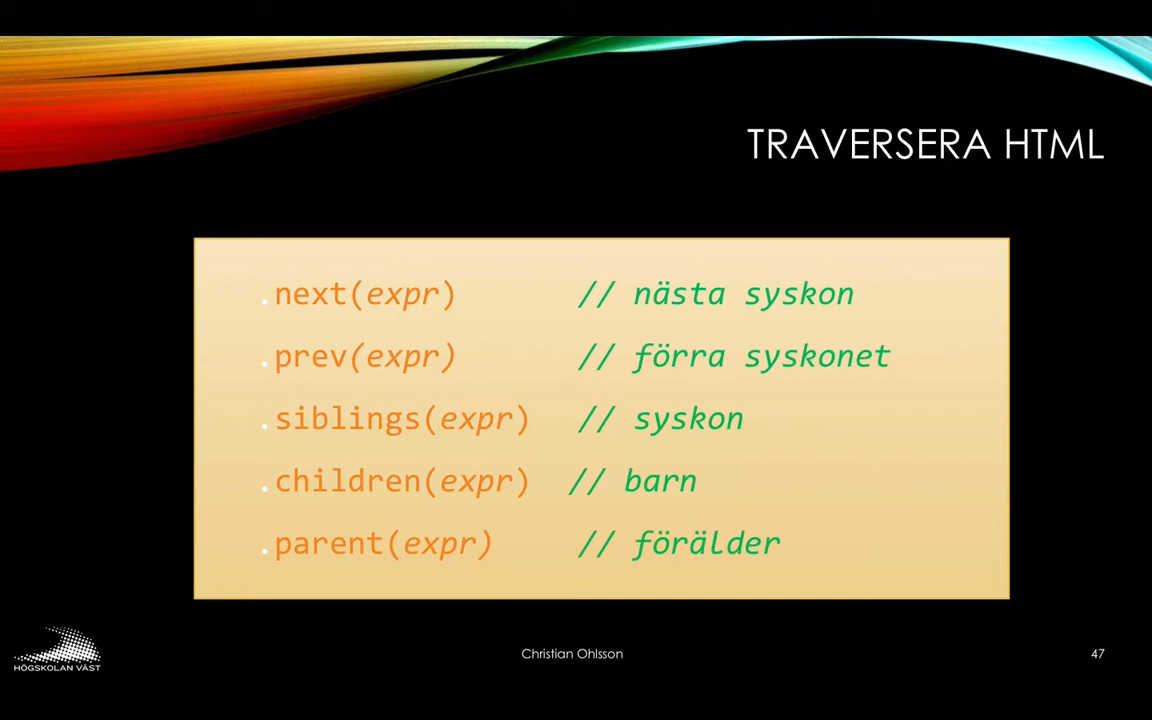 TRAVERSERA HTML
.next(expr) // nästa syskon
.prev(expr) // förra syskonet
.siblings(expr) // syskon
.children(expr) // barn
.parent(expr) // förälder
HÖGSKOLAN VÄST
Christian Ohlsson
47